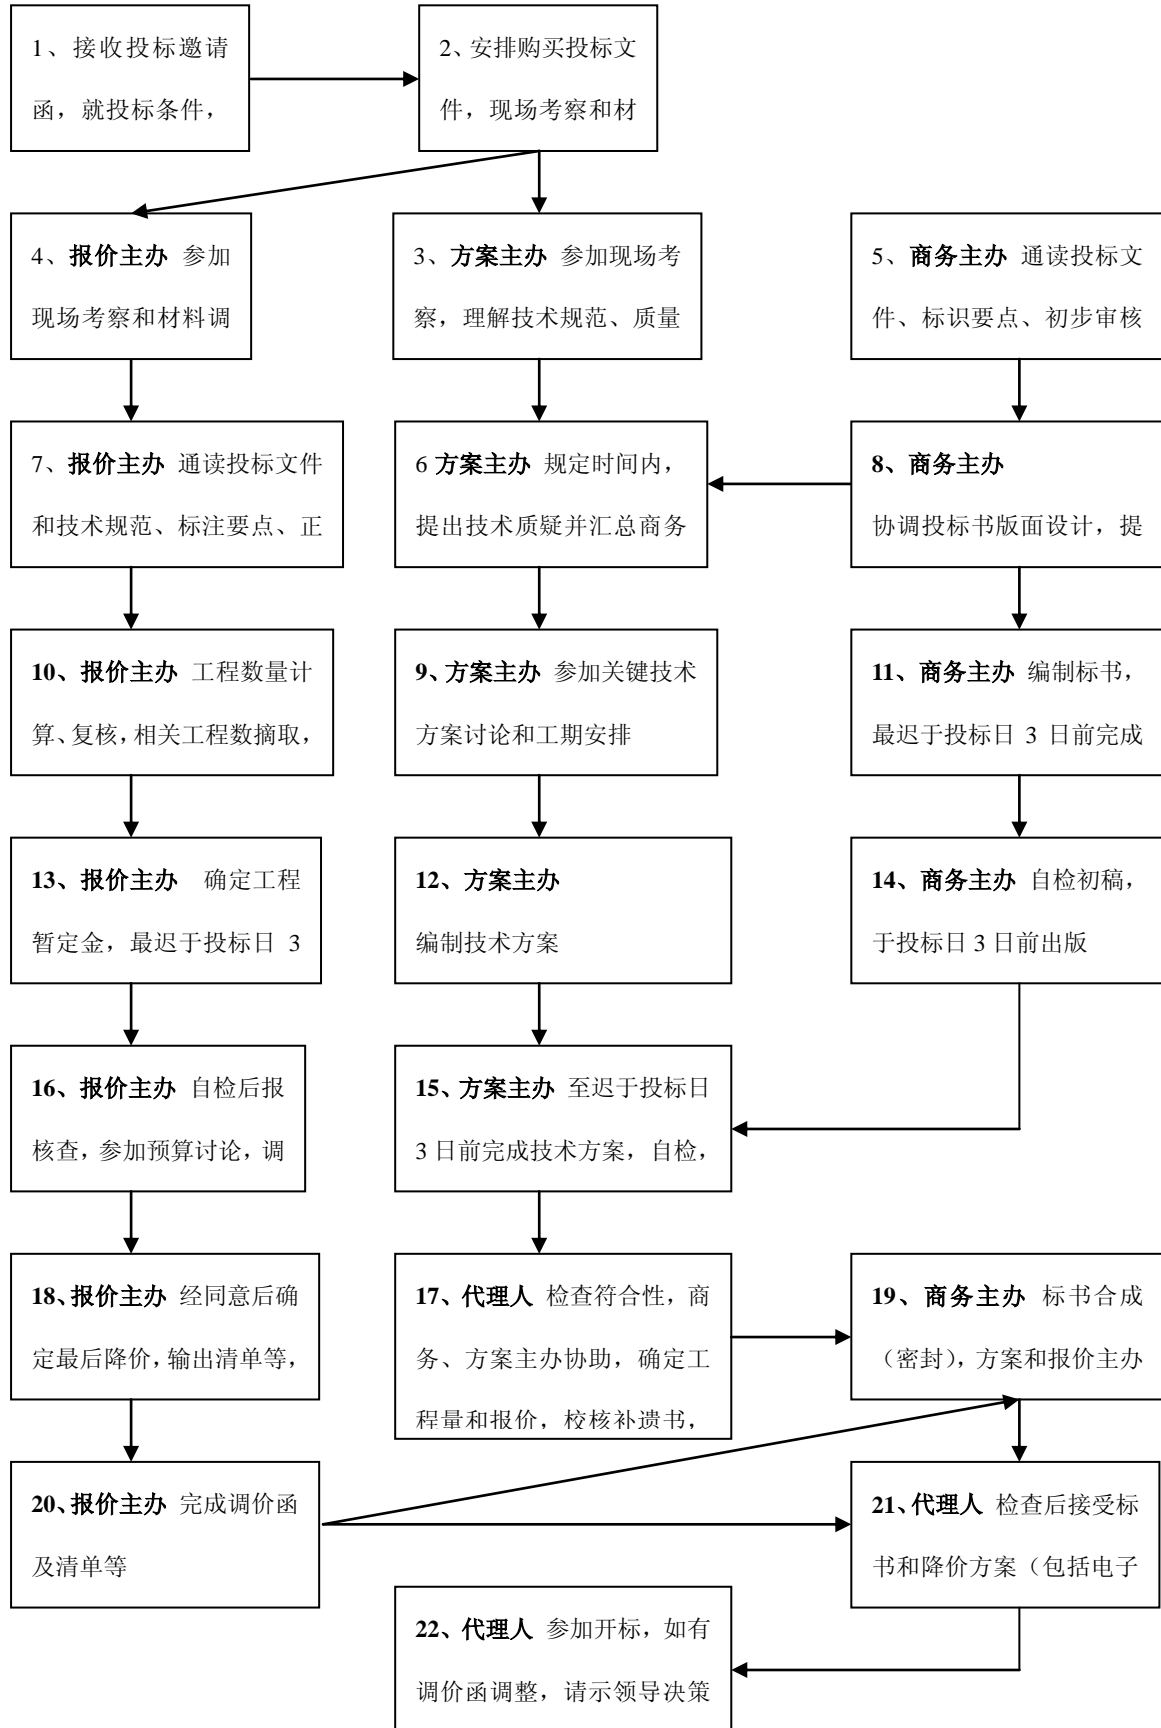 1、接收投标邀请
函，就投标条件，
2、安排购买投标文
件，现场考察和材
4、报价主办 参加
现场考察和材料调
3、方案主办 参加现场考
察，理解技术规范、质量
5、商务主办 通读投标文
件、标识要点、初步审核
7、报价主办 通读投标文件
和技术规范、标注要点、正
6 方案主办 规定时间内，
提出技术质疑并汇总商务
8、商务主办
协调投标书版面设计，提
10、报价主办 工程数量计
算、复核，相关工程数摘取，
9、方案主办 参加关键技术
方案讨论和工期安排
11、商务主办 编制标书，
最迟于投标日 3 日前完成
13、报价主办 确定工程
暂定金，最迟于投标日 3
12、方案主办
编制技术方案
14、商务主办 自检初稿，
于投标日 3 日前出版
16、报价主办 自检后报
核查，参加预算讨论，调
15、方案主办 至迟于投标日
3 日前完成技术方案，自检，
18、报价主办 经同意后确
定最后降价，输出清单等，
17、代理人 检查符合性，商
务、方案主办协助，确定工
程量和报价，校核补遗书，
19、商务主办 标书合成
（密封），方案和报价主办
20、报价主办 完成调价函
及清单等
21、代理人 检查后接受标
书和降价方案（包括电子
22、代理人 参加开标，如有
调价函调整，请示领导决策